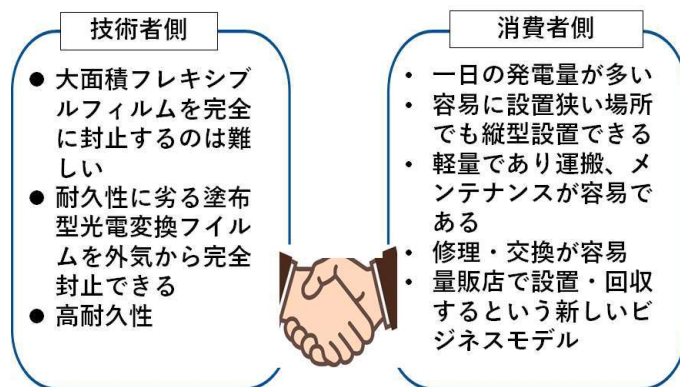 技術者側
● 大面積フレキシブ
ルフィルムを完全
に封止するのは難
しい
● 耐久性に劣る塗布
型光電変換フイル
ムを外気から完全
封止できる
● 高耐久性
消費者側
• 一日の発電量が多い
• 容易に設置狭い場所
でも縦型設置できる
• 軽量であり運搬、メ
ンテナンスが容易で
ある
• 修理・交換が容易
• 量販店で設置・回収
するという新しいビ
ジネスモデル